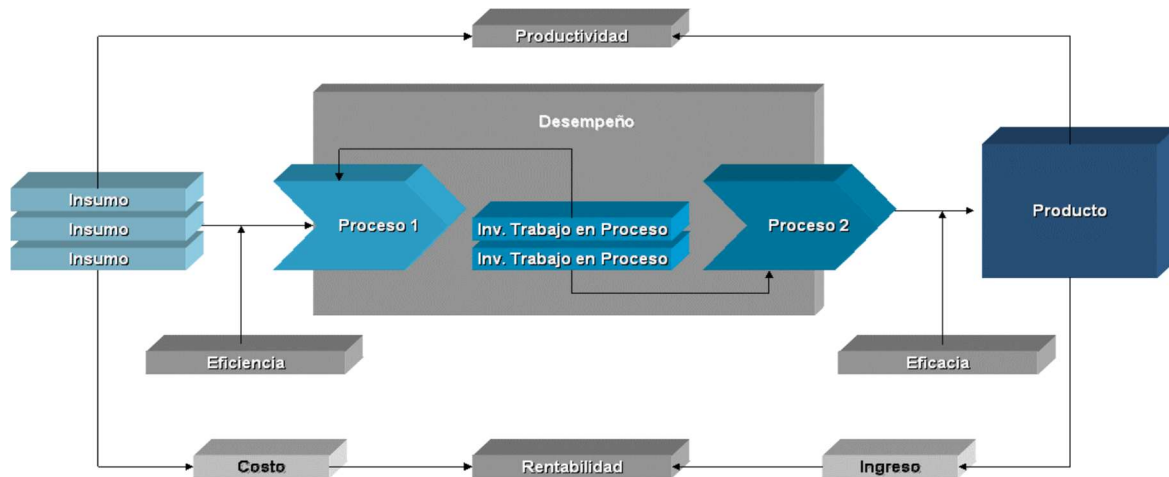 Productividad
Desempeño
Insumo
Insumo
Insumo
Proceso 1
Inv. Trabajo en Proceso
Inv. Trabajo en Proceso
Proceso 2
Producto
Eficiencia
Eficacia
Costo
Rentabilidad
Ingreso